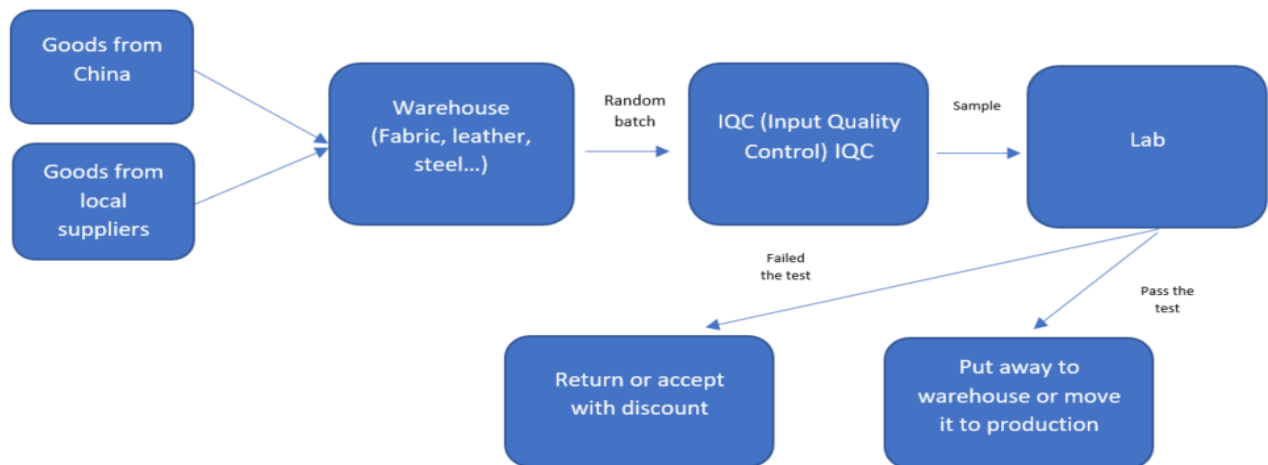 Goods from
China
Goods from
local
suppliers
Warehouse
(Fabric, leather,
steel...)
Random
batch
IQC (Input Quality
Control) IQC
Sample
Lab
Failed
the test
Pass the
test
Return or accept
with discount
Put away to
warehouse or move
it to production